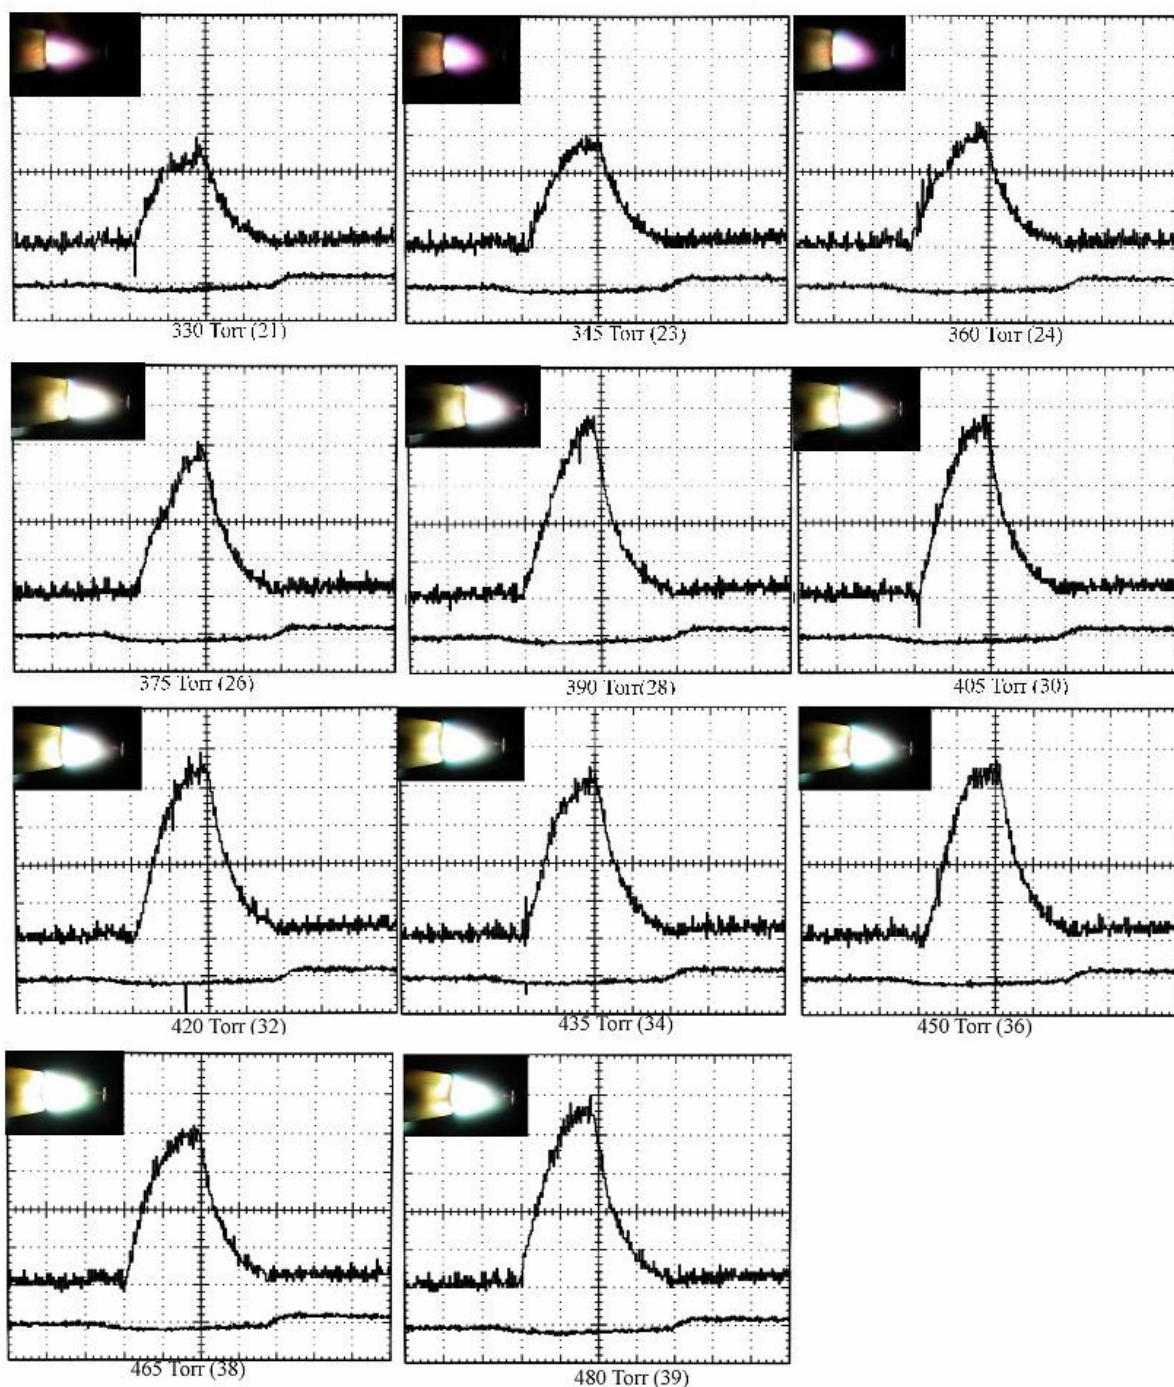 330 Torr (21)
345 Torr (23)
360 Torr (24)
375 Torr (26)
390 Torr(28)
405 Torr (30)
420 Torr (32)
435 Torr (34)
450 Torr (36)
465 Torr (38)
480 Torr (39)